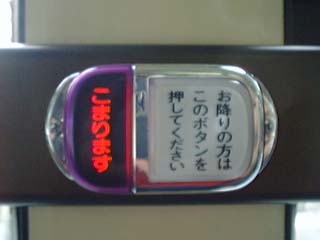 お降りの方は
このボタンを
押してください
こまります